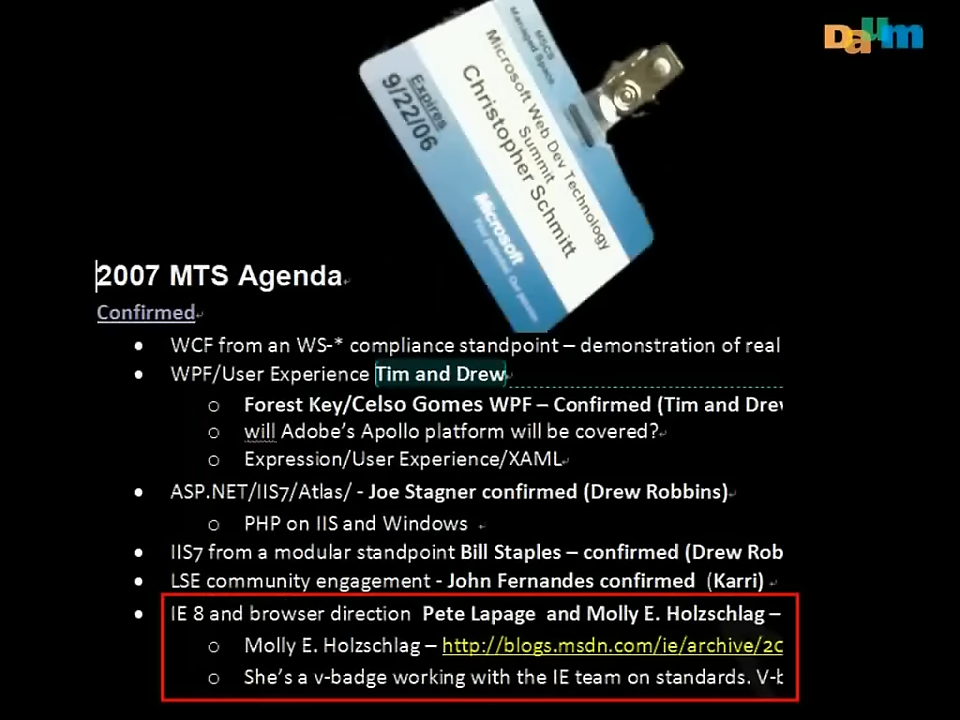 Daum
MSCS
Managed Space
Microsoft Web Dev Technology
Summit
Christopher Schmitt
Expires
9/22/06
Microsoft
Your potential. Our passion.
2007 MTS Agenda
Confirmed
• WCF from an WS-* compliance standpoint – demonstration of real
• WPF/User Experience Tim and Drew
o Forest Key/Celso Gomes WPF – Confirmed (Tim and Drew
o will Adobe's Apollo platform will be covered?
o Expression/User Experience/XAML
• ASP.NET/IIS7/Atlas/ - Joe Stagner confirmed (Drew Robbins)
o PHP on IIS and Windows
• IIS7 from a modular standpoint Bill Staples – confirmed (Drew Rob
• LSE community engagement - John Fernandes confirmed (Karri)
• IE 8 and browser direction Pete Lapage and Molly E. Holzschlag –
o Molly E. Holzschlag – http://blogs.msdn.com/ie/archive/20
o She's a v-badge working with the IE team on standards. V-b